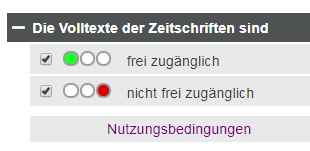 Die Volltexte der Zeitschriften sind
frei zugänglich
nicht frei zugänglich
Nutzungsbedingungen